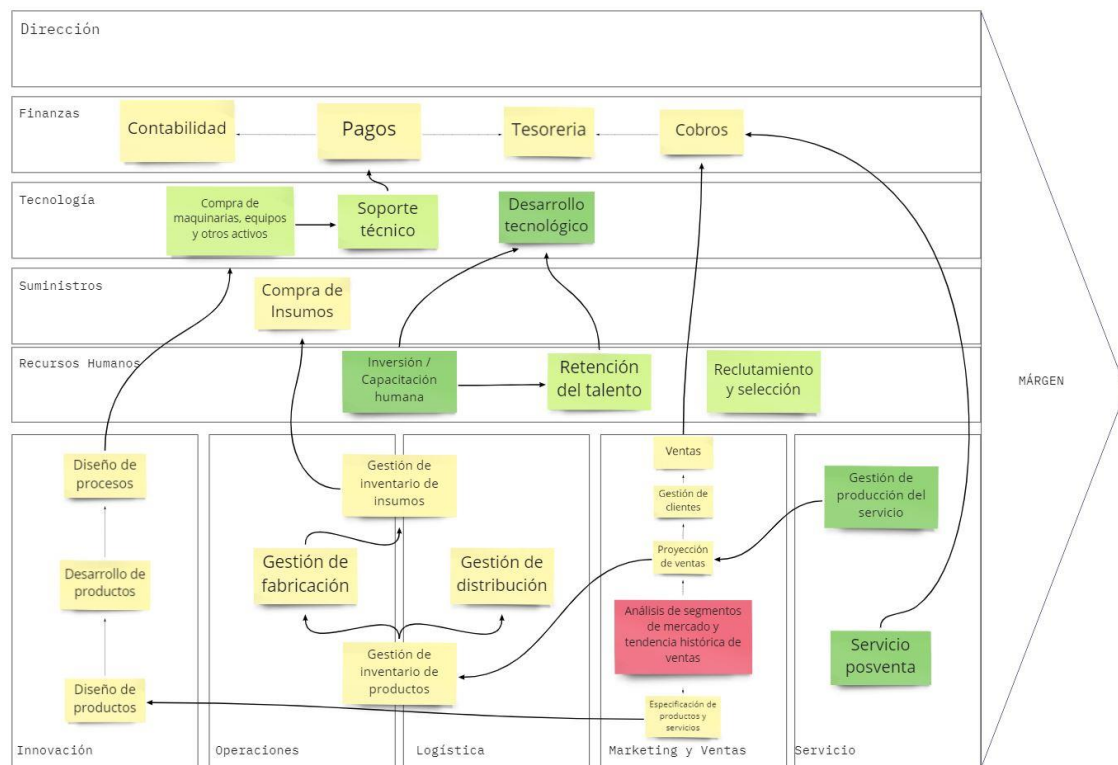 Dirección
Finanzas
Contabilidad
Pagos
Tesoreria
Cobros
Tecnología
Compra de
maquinarias, equipos
y otros activos
Soporte
técnico
Desarrollo
tecnológico
Suministros
Compra de
Insumos
Recursos Humanos
Inversión /
Capacitación
humana
Retención
del talento
Reclutamiento
y selección
MÁRGEN
Diseño de
procesos
Desarrollo de
productos
Diseño de
productos
Innovación
Gestión de
inventario de
insumos
Gestión de
fabricación
Gestión de
distribución
Gestión de
inventario de
productos
Operaciones
Logística
Ventas
Gestión de
clientes
Proyección
de ventas
Análisis de segmentos
de mercado y
tendencia histórica de
ventas
Especificación de
productos y
servicios
Marketing y Ventas
Gestión de
producción del
servicio
Servicio
posventa
Servicio